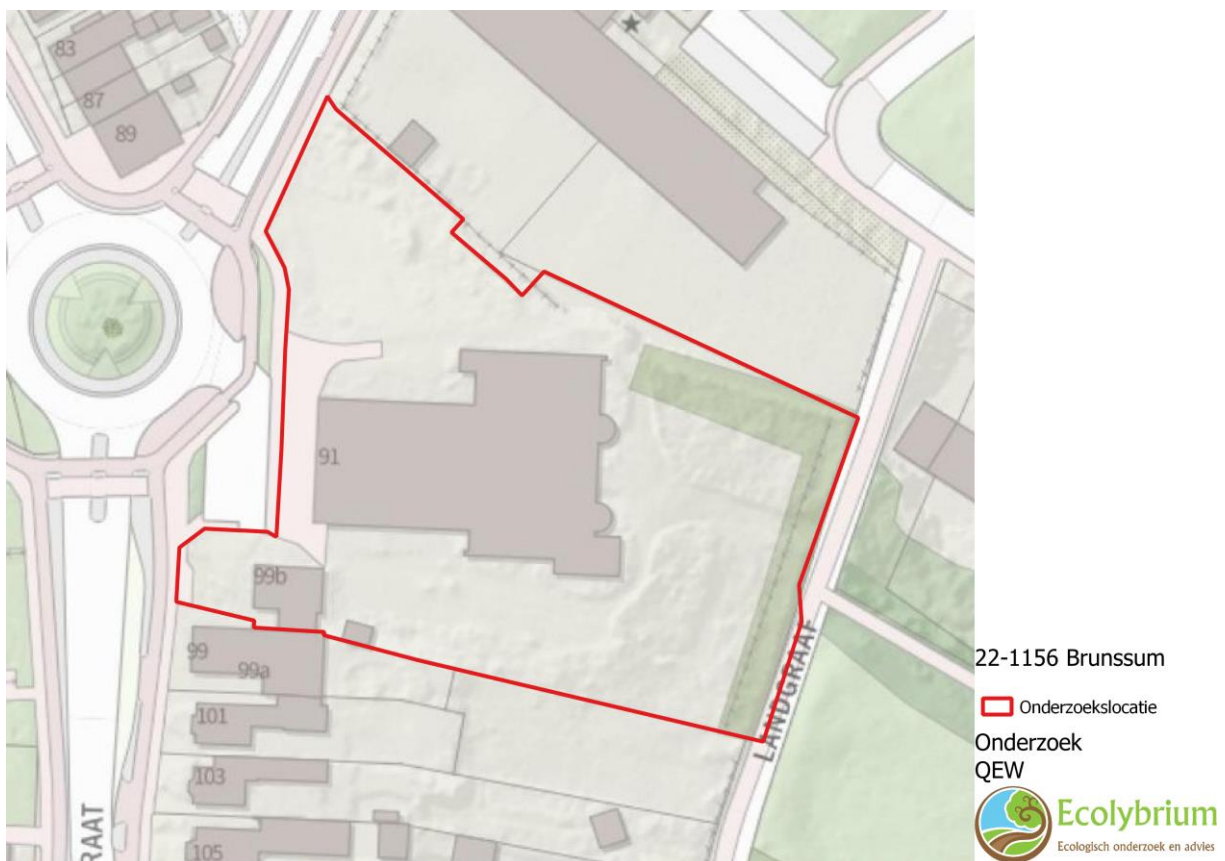 83
87
89
91
99b
99
99a
101
103
105
RAAT
LANDGRAAF
22-1156 Brunssum
Onderzoekslocatie
Onderzoek
QEW
Ecolybrium
Ecologisch onderzoek en advies